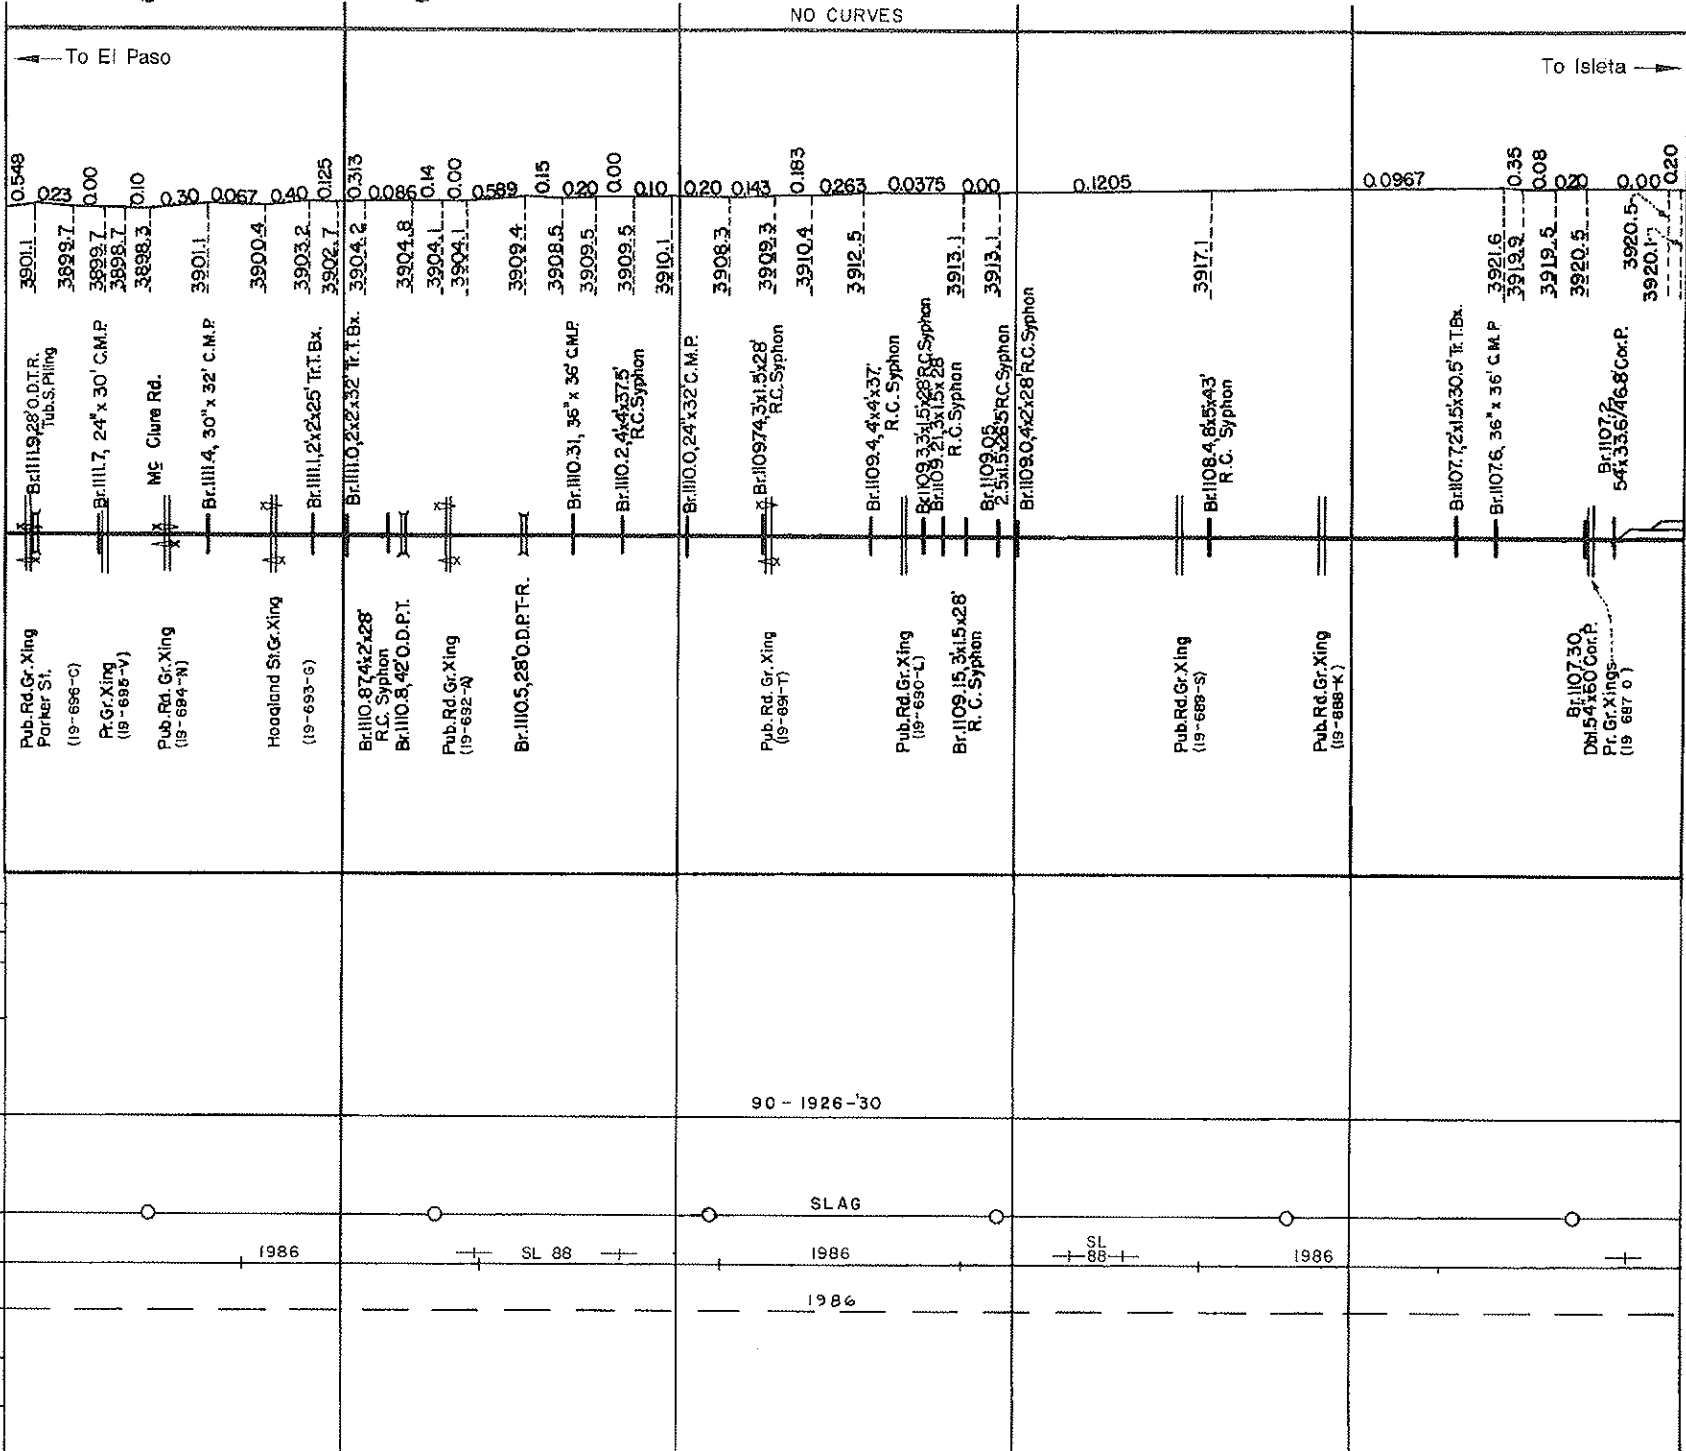 NO CURVES
To El Paso
To Isleta
0.548
0.23
0.00
0.10
0.30
0.067
0.40
0.125
0.313
0.086
0.14
0.00
0.589
0.15
0.20
0.00
0.10
0.20
0.143
0.183
0.263
0.0375
0.00
0.1205
0.0967
0.35
0.08
0.20
0.00
0.20
3901.1
3899.7
3899.7
3898.7
3898.3
3901.1
3900.4
3903.2
3902.7
3904.2
3904.8
3904.1
3904.1
3909.4
3908.5
3909.5
3909.5
3910.1
3908.3
3909.3
3910.4
3912.5
3913.1
3913.1
3917.1
3921.6
3919.9
3919.5
3920.5
3920.5
3920.1
Br.1111.9,28' O.D.T.R.
Tub.S.Piling
Br.1111.7, 24" x 30' C.M.P.
Mc Clure Rd.
Br.1111.4, 30" x 32' C.M.P.
Br.1111.1,2'x2'x25' Tr.T.Bx.
Br.1111.0,2'x2'x32' Tr.T.Bx.
Br.1110.31, 36" x 36' C.M.P.
Br.1110.2,4'x4'x37.5'
R.C.Syphon
Br.1110.0,24"x32' C.M.P.
Br.1109.74,3'x1.5'x28'
R.C.Syphon
Br.1109.4,4'x4'x37'
R.C. Syphon
Br.1109.3,3'x1.5'x28' R.C.Syphon
Br.1109.21,3'x1.5'x28'
R.C. Syphon
Br.1109.05
2.5'x1.5'x28.5' R.C.Syphon
Br.1109.0,4'x2'x28' R.C.Syphon
Br.1108.4,8'x5'x43'
R.C. Syphon
Br.1107.7,2'x1.5'x30.5' Tr.T.Bx.
Br.1107.6, 36" x 36' C.M.P.
Br.1107.2,
54"x33.6'/46.8' Cor.P.
Pub.Rd.Gr.Xing
Parker St.
(19-696-C)
Pr.Gr.Xing
(19-695-V)
Pub.Rd. Gr.Xing
(19-694-N)
Hoagland St.Gr.Xing
(19-693-G)
Br.1110.87,4'x2'x28'
R.C. Syphon
Br.1110.8,42' O.D.P.T.
Pub.Rd.Gr.Xing
(19-692-A)
Br.1110.5,28' O.D.P.T-R.
Pub.Rd. Gr.Xing
(19-691-T)
Pub.Rd.Gr.Xing
(19-690-L)
Br.1109.15,3'x1.5'x28'
R. C. Syphon
Pub.Rd.Gr.Xing
(19-689-S)
Pub.Rd.Gr.Xing
(19-688-K)
Br.1107.30
Dbl.54"x60' Cor.P.
Pr.Gr.Xings
(19 687 0)
90 - 1926-'30
SLAG
1986
SL 88
1986
SL
88
1986
1986